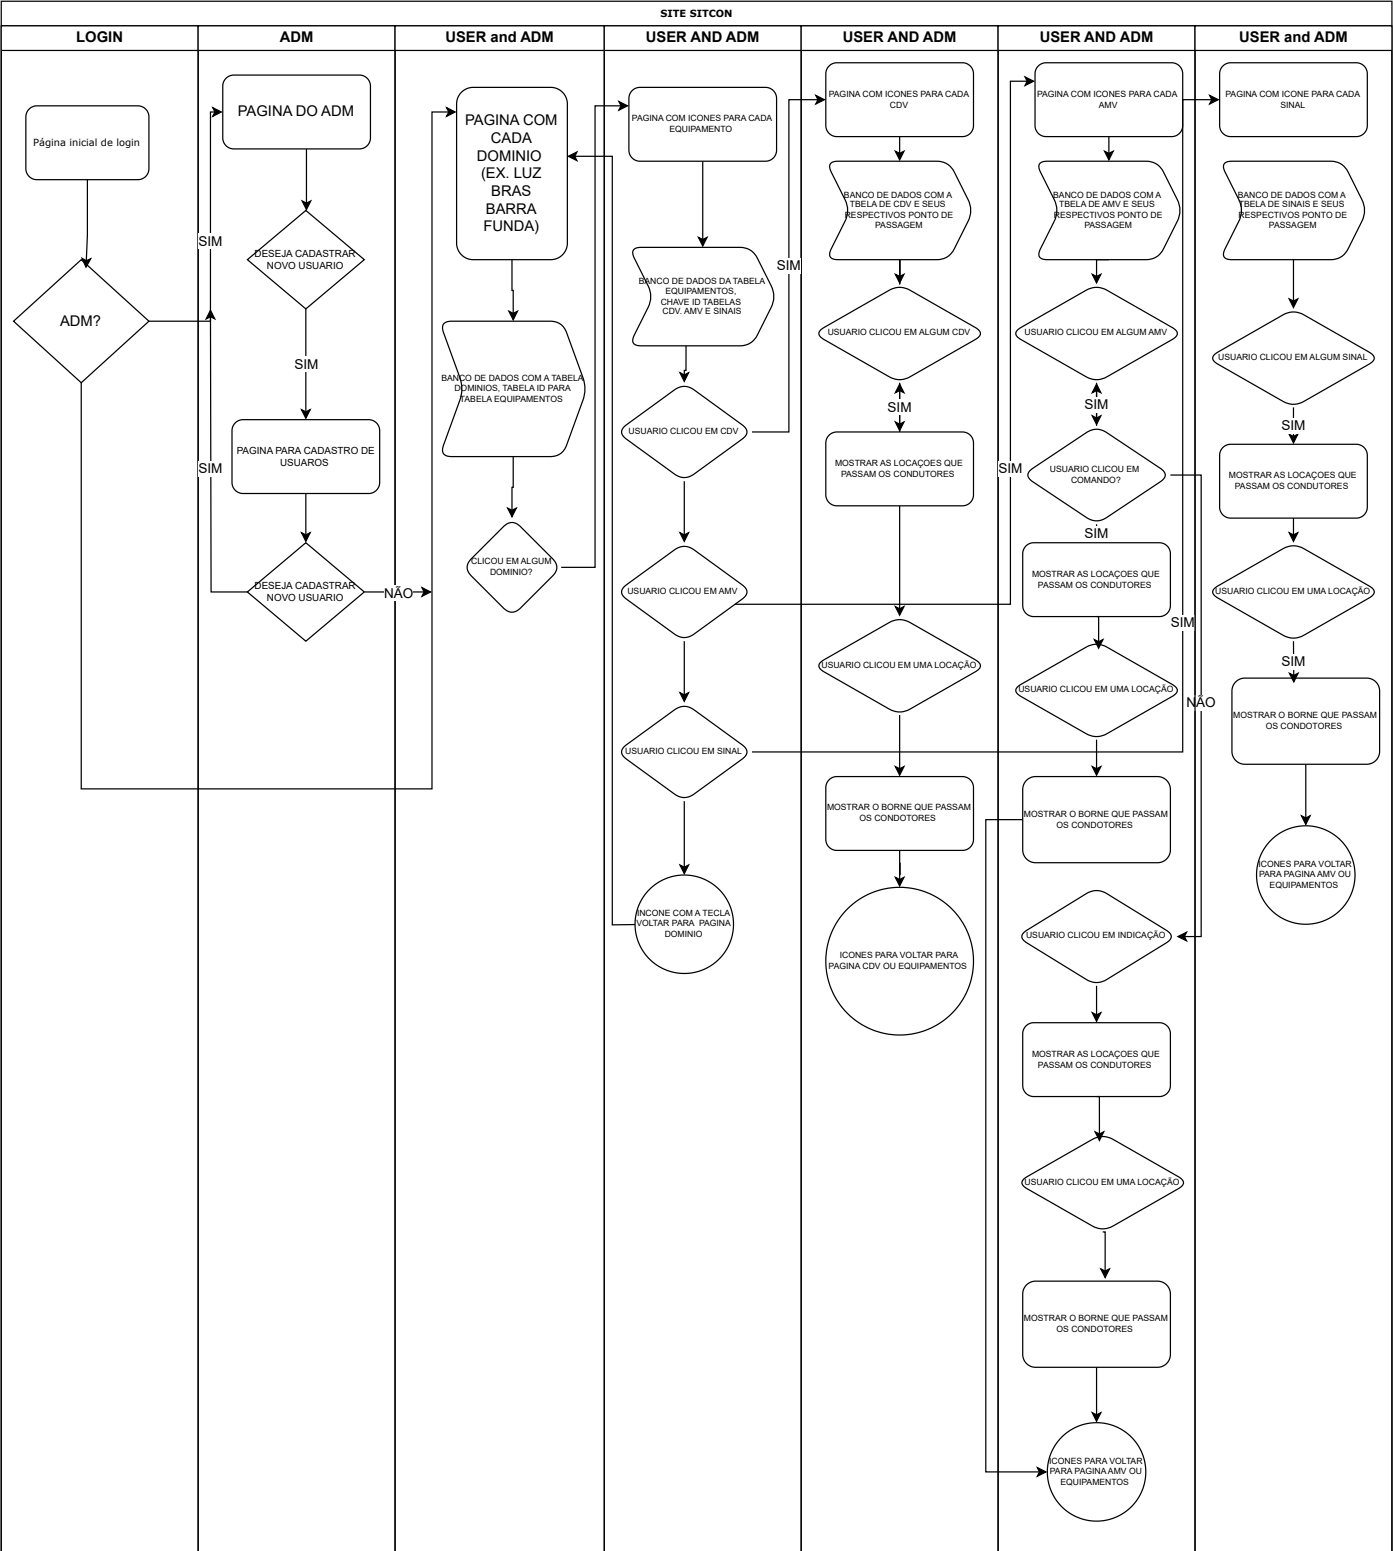 SITE SITCON
LOGIN
ADM
USER and ADM
USER AND ADM
USER AND ADM
USER AND ADM
USER and ADM
Página inicial de login
ADM?
SIM
SIM
PAGINA DO ADM
DESEJA CADASTRAR
NOVO USUARIO
SIM
PAGINA PARA CADASTRO DE
USUAROS
DESEJA CADASTRAR
NOVO USUARIO
NÃO
PAGINA COM
CADA
DOMINIO
(EX. LUZ
BRAS
BARRA
FUNDA)
BANCO DE DADOS COM A TABELA
DOMINIOS, TABELA ID PARA
TABELA EQUIPAMENTOS
CLICOU EM ALGUM
DOMINIO?
PAGINA COM ICONES PARA CADA
EQUIPAMENTO
BANCO DE DADOS DA TABELA
EQUIPAMENTOS,
CHAVE ID TABELAS
CDV. AMV E SINAIS
USUARIO CLICOU EM CDV
SIM
USUARIO CLICOU EM AMV
USUARIO CLICOU EM SINAL
INCONE COM A TECLA
VOLTAR PARA PAGINA
DOMINIO
PAGINA COM ICONES PARA CADA
CDV
BANCO DE DADOS COM A
TBELA DE CDV E SEUS
RESPECTIVOS PONTO DE
PASSAGEM
USUARIO CLICOU EM ALGUM CDV
SIM
MOSTRAR AS LOCAÇOES QUE
PASSAM OS CONDUTORES
USUARIO CLICOU EM UMA LOCAÇÃO
MOSTRAR O BORNE QUE PASSAM
OS CONDOTORES
ICONES PARA VOLTAR PARA
PAGINA CDV OU EQUIPAMENTOS
SIM
PAGINA COM ICONES PARA CADA
AMV
BANCO DE DADOS COM A
TBELA DE AMV E SEUS
RESPECTIVOS PONTO DE
PASSAGEM
USUARIO CLICOU EM ALGUM AMV
SIM
USUARIO CLICOU EM
COMANDO?
SIM
MOSTRAR AS LOCAÇOES QUE
PASSAM OS CONDUTORES
USUARIO CLICOU EM UMA LOCAÇÃO
MOSTRAR O BORNE QUE PASSAM
OS CONDOTORES
USUARIO CLICOU EM INDICAÇÃO
MOSTRAR AS LOCAÇOES QUE
PASSAM OS CONDUTORES
USUARIO CLICOU EM UMA LOCAÇÃO
MOSTRAR O BORNE QUE PASSAM
OS CONDOTORES
ICONES PARA VOLTAR
PARA PAGINA AMV OU
EQUIPAMENTOS
SIM
NÃO
PAGINA COM ICONE PARA CADA
SINAL
BANCO DE DADOS COM A
TBELA DE SINAIS E SEUS
RESPECTIVOS PONTO DE
PASSAGEM
USUARIO CLICOU EM ALGUM SINAL
SIM
MOSTRAR AS LOCAÇOES QUE
PASSAM OS CONDUTORES
USUARIO CLICOU EM UMA LOCAÇÃO
SIM
MOSTRAR O BORNE QUE PASSAM
OS CONDOTORES
ICONES PARA VOLTAR
PARA PAGINA AMV OU
EQUIPAMENTOS